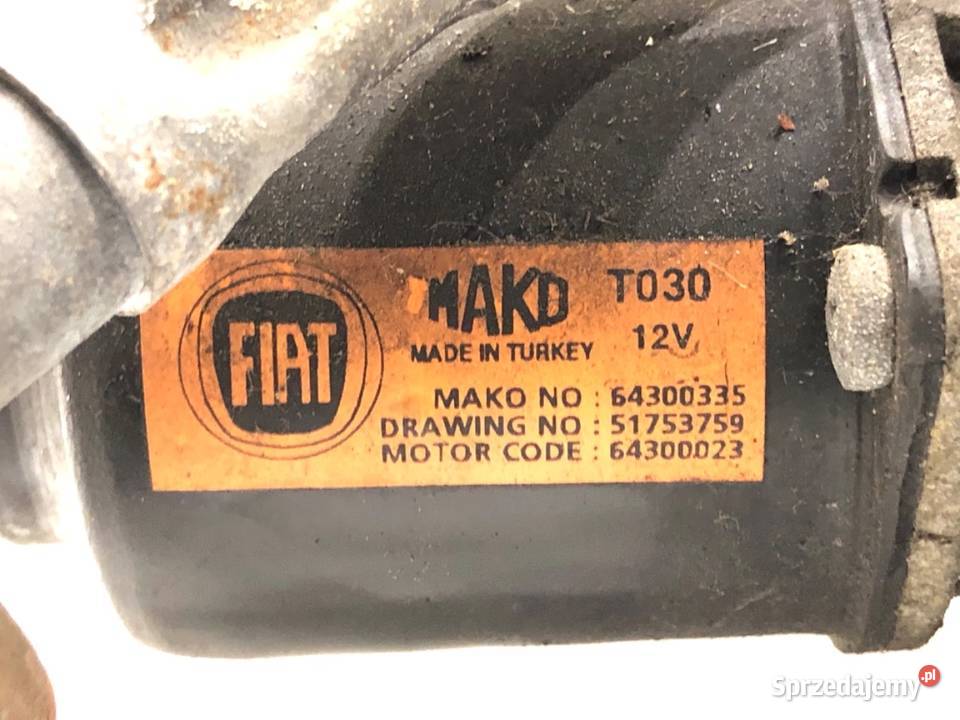 FIAT
MAKO T030
MADE IN TURKEY 12V
MAKO NO : 64300335
DRAWING NO : 51753759
MOTOR CODE : 64300023
Sprzedajemy.pl